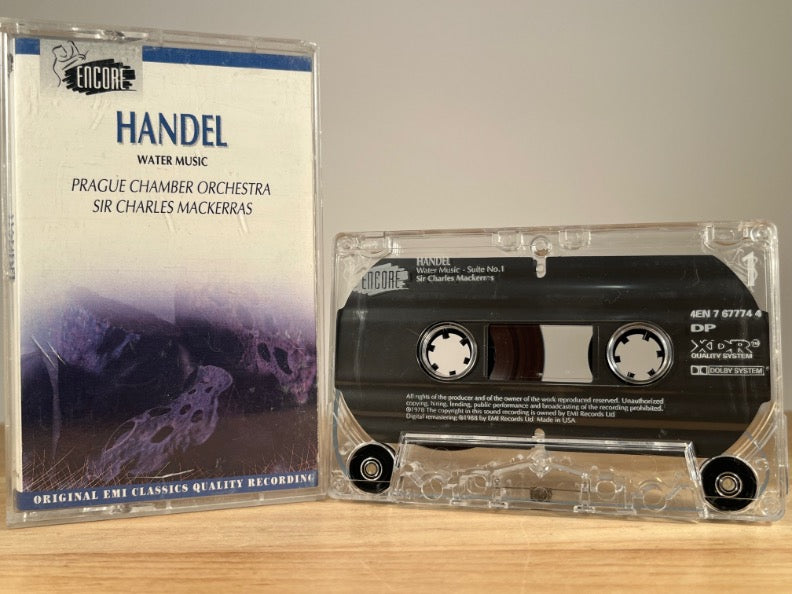 ENCORE
HANDEL
WATER MUSIC
PRAGUE CHAMBER ORCHESTRA
SIR CHARLES MACKERRAS
ORIGINAL EMI CLASSICS QUALITY RECORDING
ENCORE
HANDEL
Water Music - Suite No.1
Sir Charles Mackerras
1
4EN 7 67774 4
DP
XDR™
QUALITY SYSTEM
DOLBY SYSTEM®
All rights of the producer and of the owner of the work reproduced reserved. Unauthorized
copying, hiring, lending, public performance and broadcasting of the recording prohibited.
℗1978 The copyright in this sound recording is owned by EMI Records Ltd
Digital remastering ℗1988 by EMI Records Ltd Made in USA